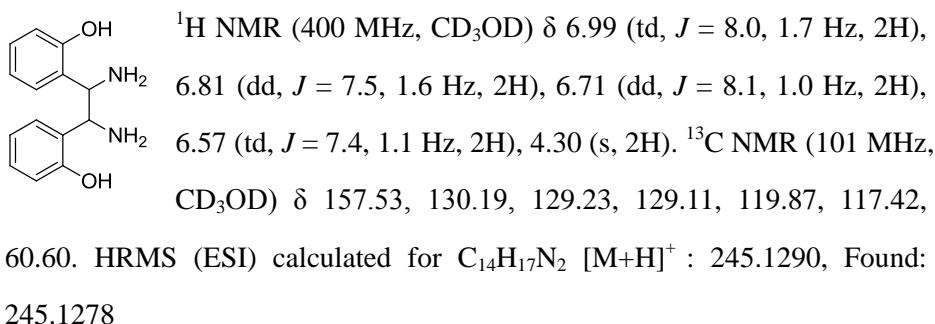 OH
NH₂
NH₂
OH
¹H NMR (400 MHz, CD₃OD) δ 6.99 (td, J = 8.0, 1.7 Hz, 2H),
6.81 (dd, J = 7.5, 1.6 Hz, 2H), 6.71 (dd, J = 8.1, 1.0 Hz, 2H),
6.57 (td, J = 7.4, 1.1 Hz, 2H), 4.30 (s, 2H). ¹³C NMR (101 MHz,
CD₃OD) δ 157.53, 130.19, 129.23, 129.11, 119.87, 117.42,
60.60. HRMS (ESI) calculated for C₁₄H₁₇N₂ [M+H]⁺ : 245.1290, Found:
245.1278